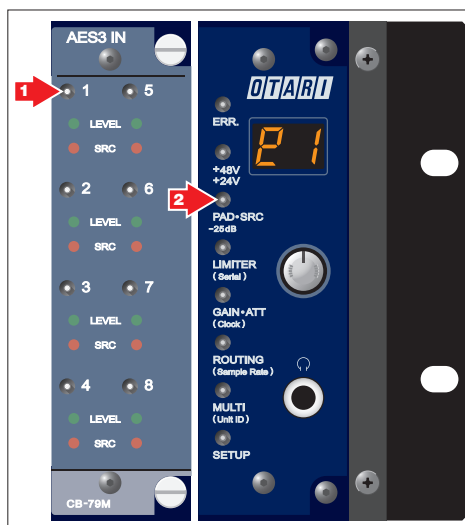 AES3 IN
1 1 5
LEVEL
SRC
2 6
LEVEL
SRC
3 7
LEVEL
SRC
4 8
LEVEL
SRC
CB-79M
OTARI
ERR.
P 1
+48V
+24V
2
PAD•SRC
-25dB
LIMITER
(Serial)
GAIN•ATT
(Clock)
ROUTING
(Sample Rate)
MULTI
(Unit ID)
SETUP